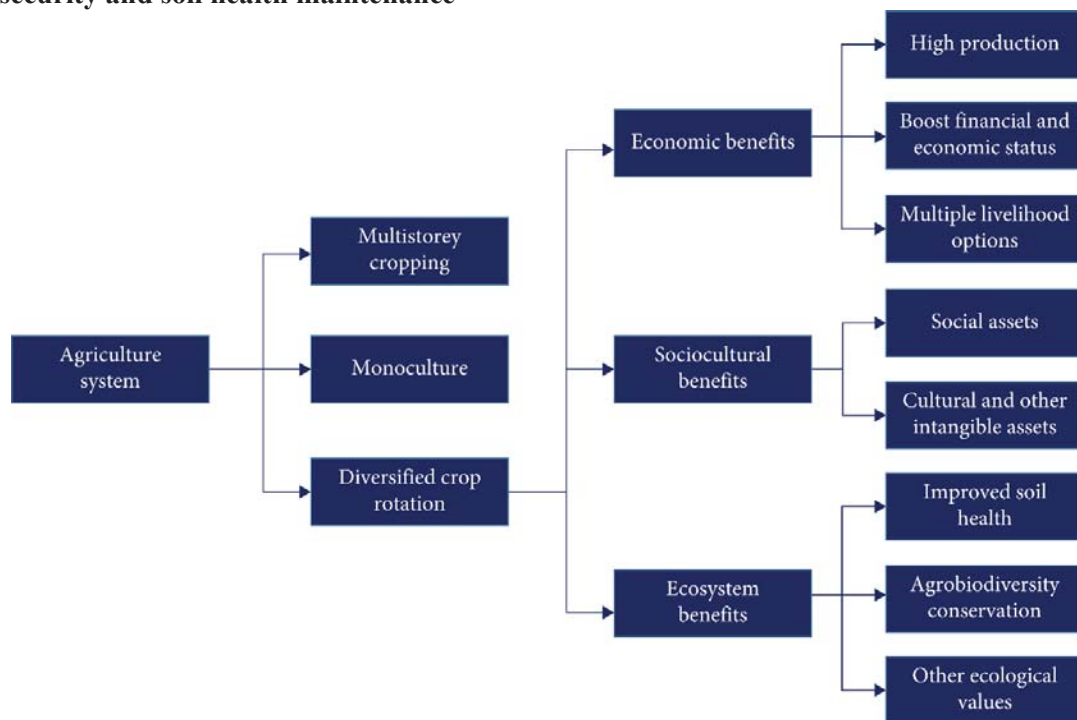 security and soil health maintenance
Agriculture
system
Multistorey
cropping
Monoculture
Diversified crop
rotation
Economic benefits
Sociocultural
benefits
Ecosystem
benefits
High production
Boost financial and
economic status
Multiple livelihood
options
Social assets
Cultural and other
intangible assets
Improved soil
health
Agrobiodiversity
conservation
Other ecological
values